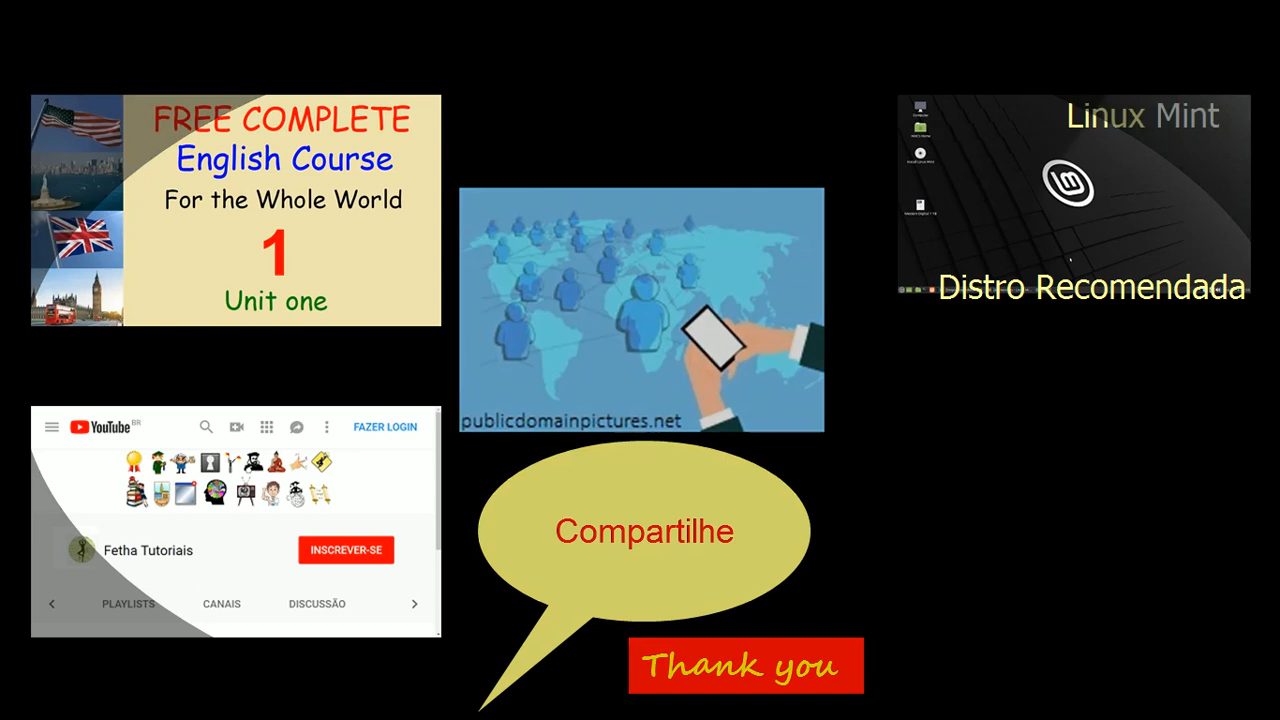 FREE COMPLETE
English Course
For the Whole World
1
Unit one
Linux Mint
Distro Recomendada
publicdomainpictures.net
YouTube BR
FAZER LOGIN
Fetha Tutoriais
INSCREVER-SE
PLAYLISTS
CANAIS
DISCUSSÃO
Compartilhe
Thank you